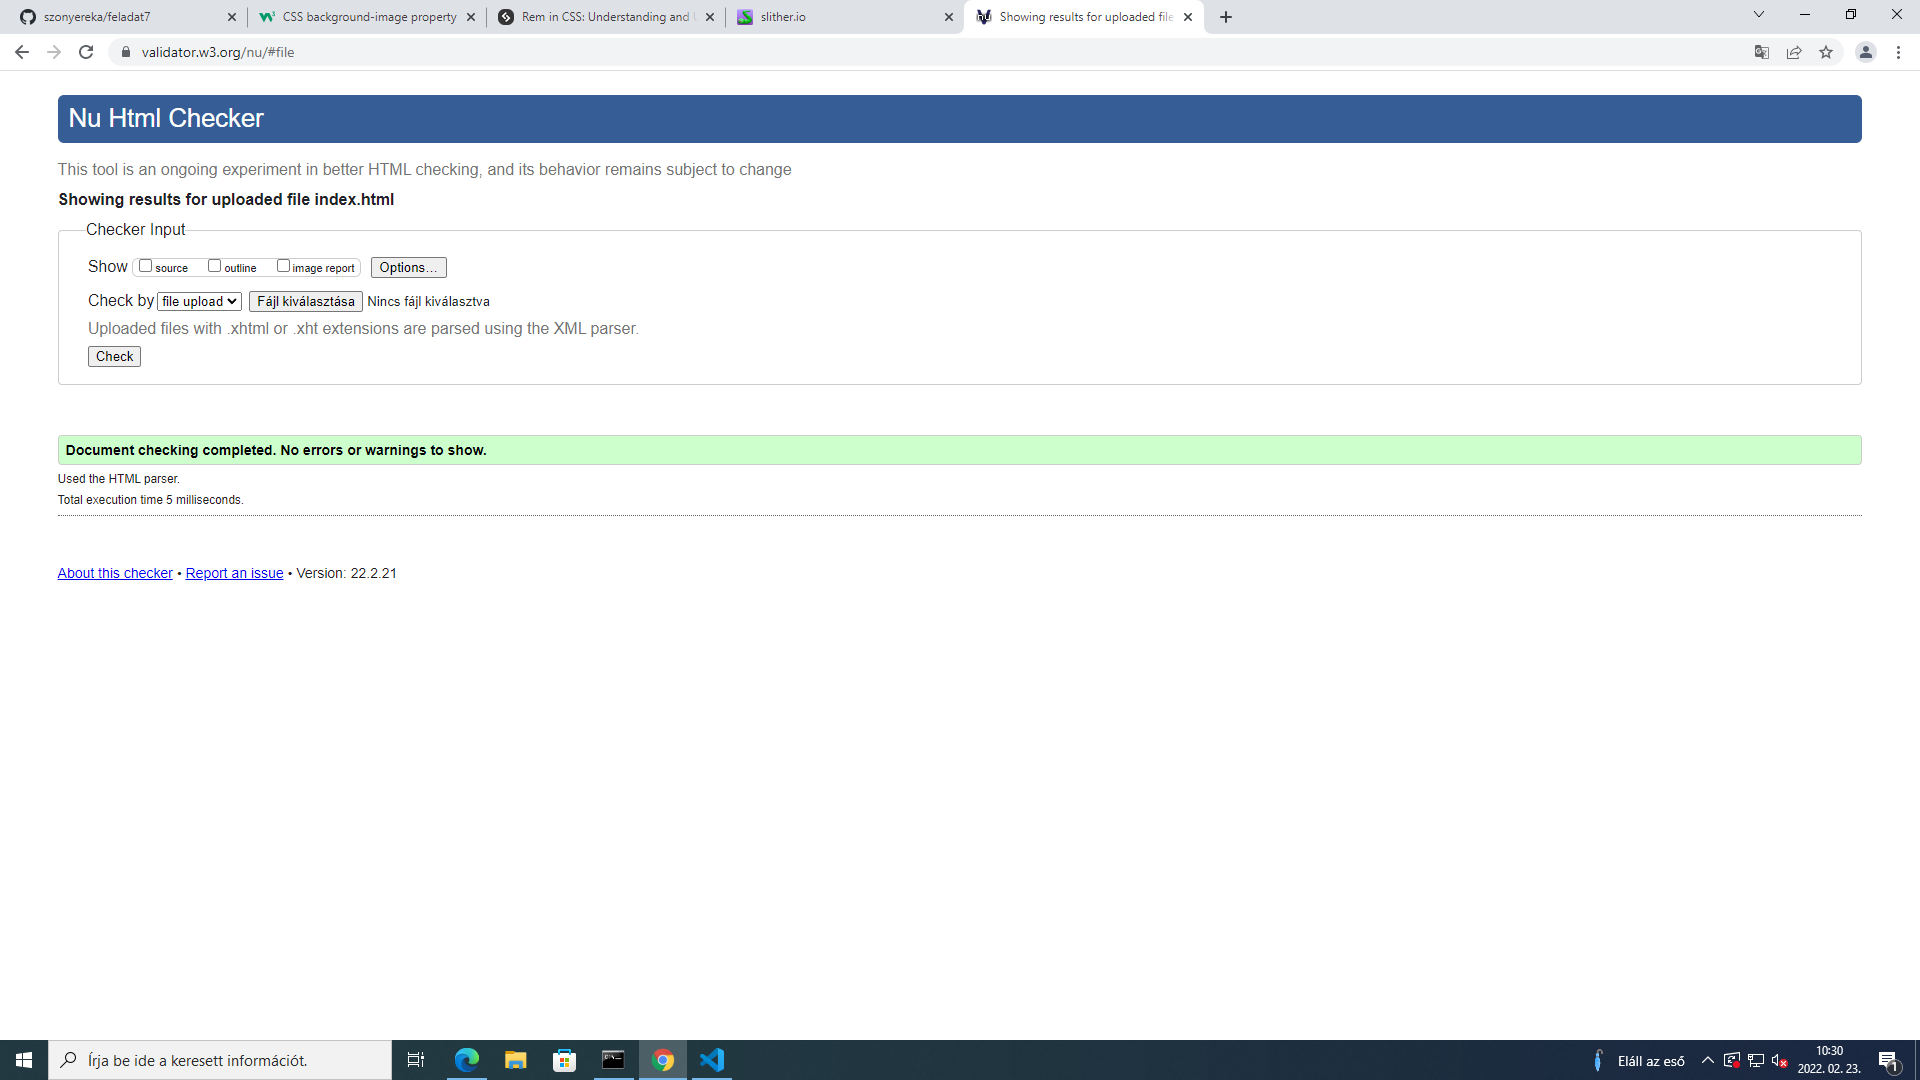 szonyereka/feladat7
CSS background-image property
Rem in CSS: Understanding and
slither.io
Showing results for uploaded file
validator.w3.org/nu/#file
Nu Html Checker
This tool is an ongoing experiment in better HTML checking, and its behavior remains subject to change
Showing results for uploaded file index.html
Checker Input
Show source outline image report Options...
Check by file upload Fájl kiválasztása Nincs fájl kiválasztva
Uploaded files with .xhtml or .xht extensions are parsed using the XML parser.
Check
Document checking completed. No errors or warnings to show.
Used the HTML parser.
Total execution time 5 milliseconds.
About this checker • Report an issue • Version: 22.2.21
Írja be ide a keresett információt.
Eláll az eső
10:30
2022. 02. 23.
1